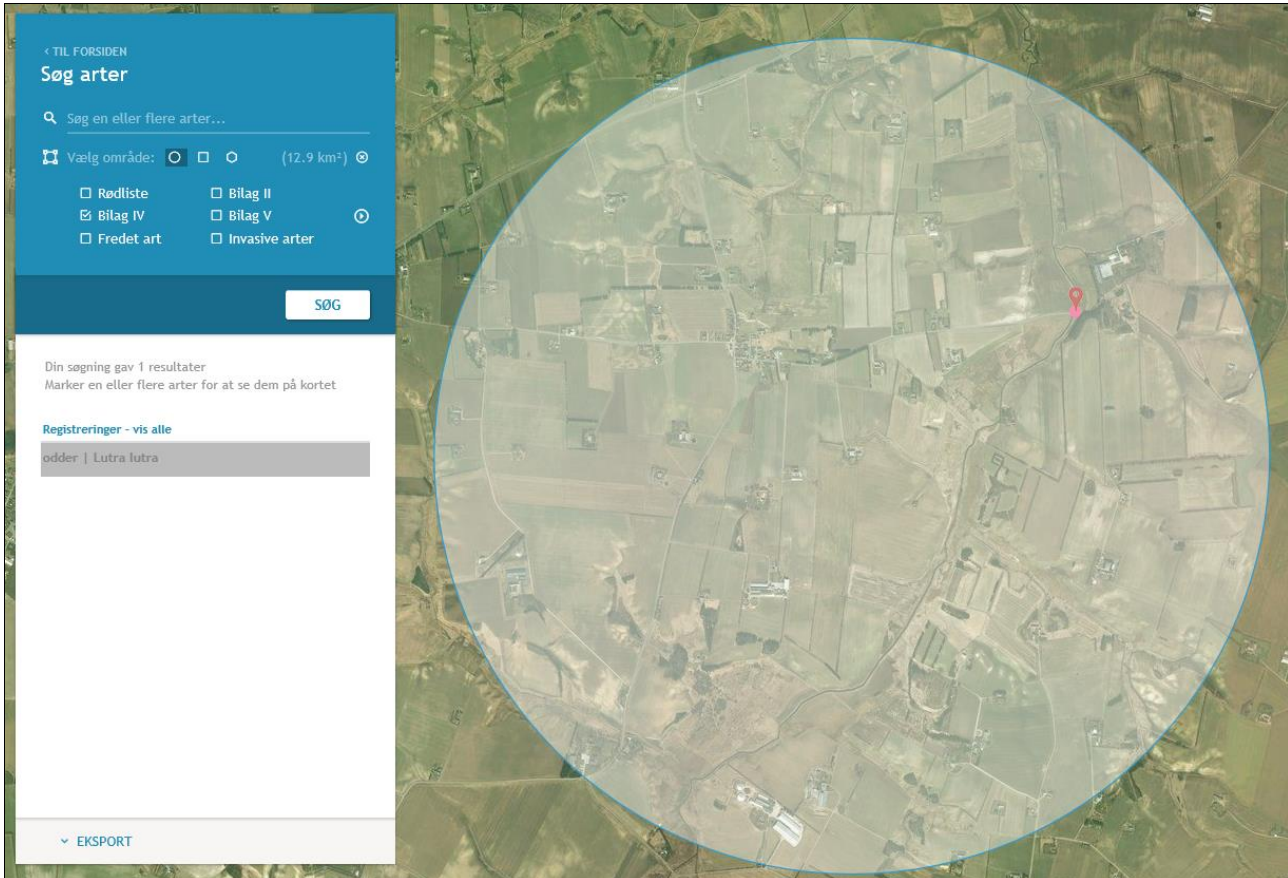 ‹ TIL FORSIDEN
Søg arter
Søg en eller flere arter...
Vælg område: (12.9 km²)
Rødliste Bilag II
Bilag IV Bilag V
Fredet art Invasive arter
SØG
Din søgning gav 1 resultater
Marker en eller flere arter for at se dem på kortet
Registreringer - vis alle
odder | Lutra lutra
EKSPORT